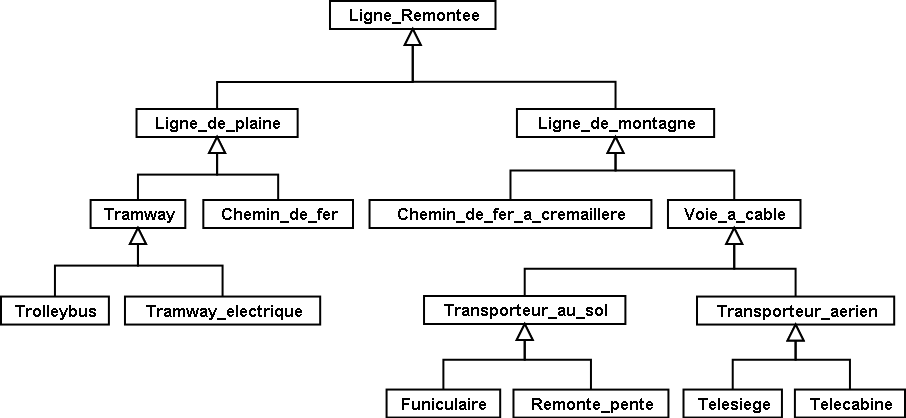 Ligne_Remontee
Ligne_de_plaine
Ligne_de_montagne
Tramway
Chemin_de_fer
Chemin_de_fer_a_cremaillere
Voie_a_cable
Trolleybus
Tramway_electrique
Transporteur_au_sol
Transporteur_aerien
Funiculaire
Remonte_pente
Telesiege
Telecabine